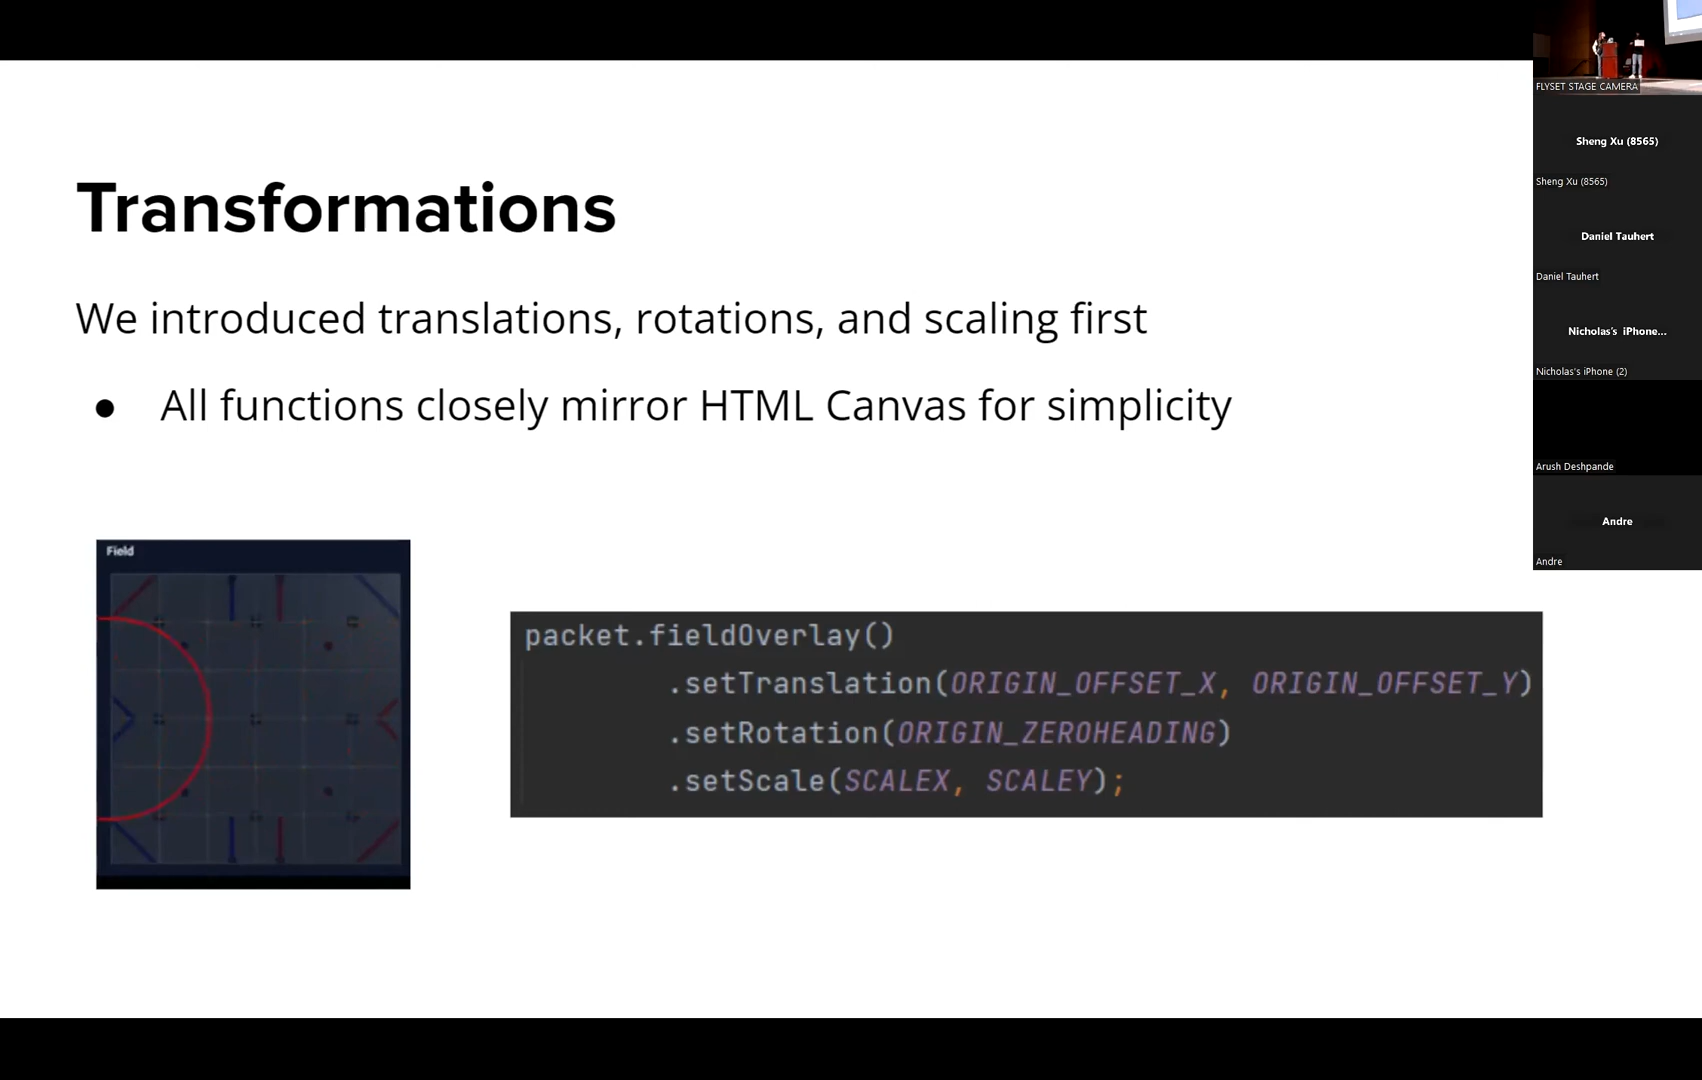 Transformations
We introduced translations, rotations, and scaling first
● All functions closely mirror HTML Canvas for simplicity
Field
packet.fieldOverlay()
.setTranslation(ORIGIN_OFFSET_X, ORIGIN_OFFSET_Y)
.setRotation(ORIGIN_ZEROHEADING)
.setScale(SCALEX, SCALEY);
FLYSET STAGE CAMERA
Sheng Xu (8565)
Sheng Xu (8565)
Daniel Tauhert
Daniel Tauhert
Nicholas's iPhone...
Nicholas's iPhone (2)
Arush Deshpande
Andre
Andre